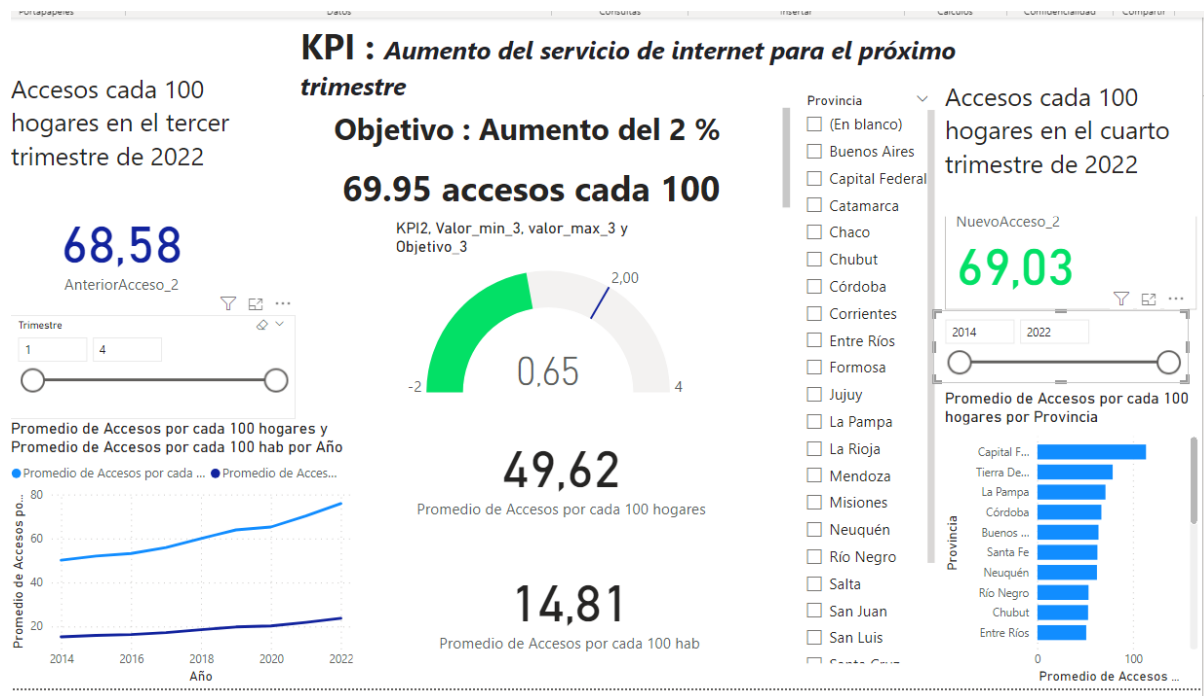 Portapapeles Datos Consultas Insertar Cálculos Confidencialidad Compartir
KPI : Aumento del servicio de internet para el próximo
trimestre
Objetivo : Aumento del 2 %
69.95 accesos cada 100
Accesos cada 100
hogares en el tercer
trimestre de 2022
68,58
AnteriorAcceso_2
Trimestre
1 4
Promedio de Accesos por cada 100 hogares y
Promedio de Accesos por cada 100 hab por Año
Promedio de Accesos por cada ... Promedio de Acces...
Promedio de Accesos po...
80
60
40
20
2014 2016 2018 2020 2022
Año
KPI2, Valor_min_3, valor_max_3 y
Objetivo_3
2,00
0,65
-2 4
49,62
Promedio de Accesos por cada 100 hogares
14,81
Promedio de Accesos por cada 100 hab
Provincia
(En blanco)
Buenos Aires
Capital Federal
Catamarca
Chaco
Chubut
Córdoba
Corrientes
Entre Ríos
Formosa
Jujuy
La Pampa
La Rioja
Mendoza
Misiones
Neuquén
Río Negro
Salta
San Juan
San Luis
Santa Cruz
Accesos cada 100
hogares en el cuarto
trimestre de 2022
NuevoAcceso_2
69,03
2014 2022
Promedio de Accesos por cada 100
hogares por Provincia
Provincia
Capital F...
Tierra De...
La Pampa
Córdoba
Buenos ...
Santa Fe
Neuquén
Río Negro
Chubut
Entre Ríos
0 100
Promedio de Accesos ...